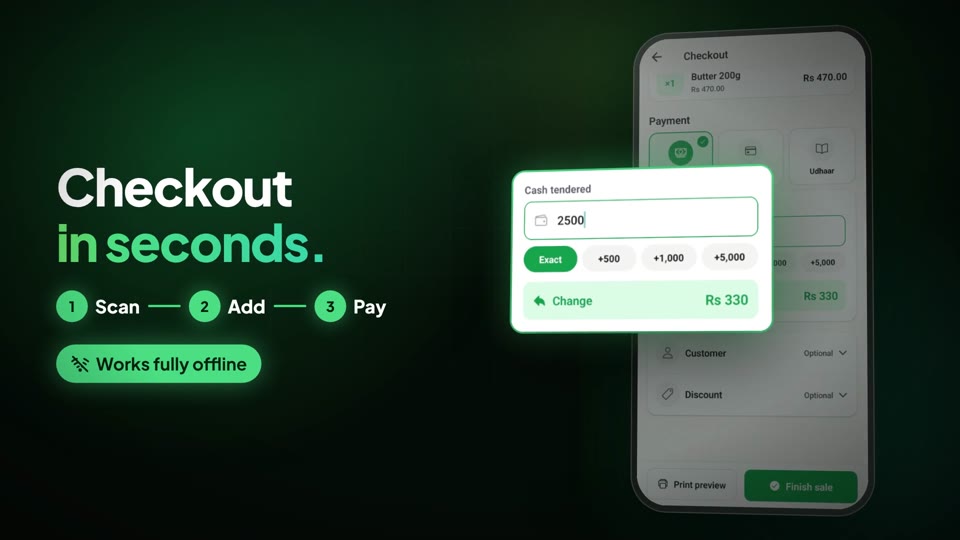 Checkout
in seconds.
1 Scan 2 Add 3 Pay
Works fully offline
Checkout
×1 Butter 200g Rs 470.00
Rs 470.00
Payment
Udhaar
Cash tendered
2500
Exact +500 +1,000 +5,000
Change Rs 330
000 +5,000
Rs 330
Customer Optional
Discount Optional
Print preview Finish sale